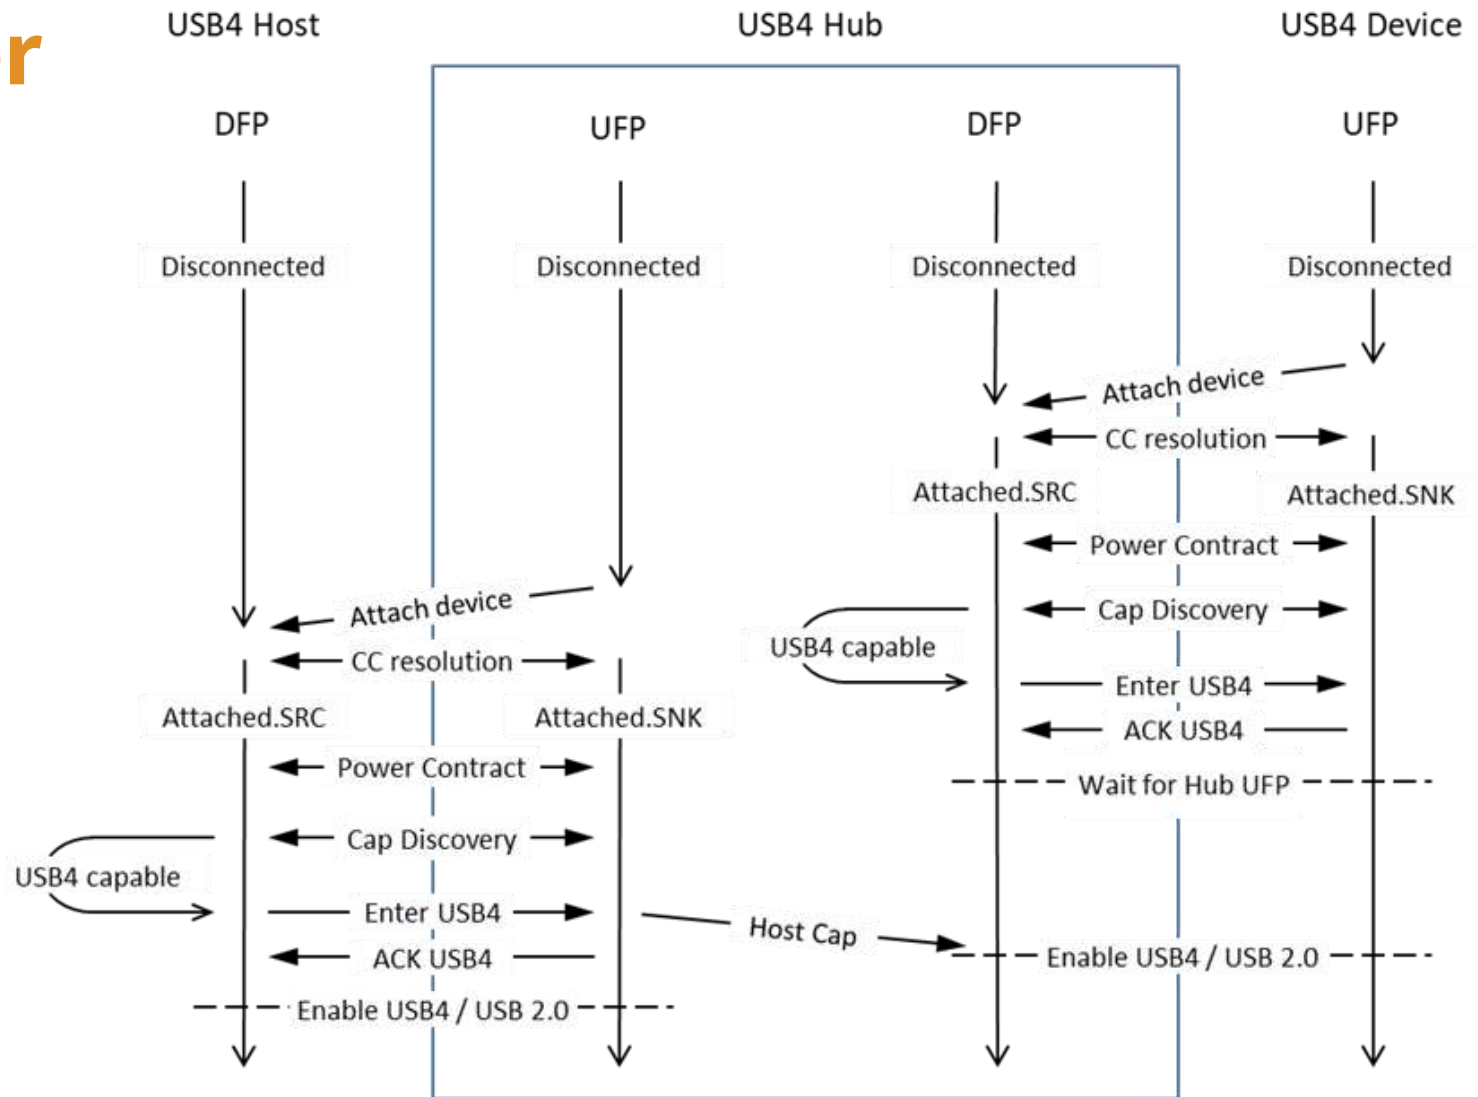 r
USB4 Host USB4 Hub USB4 Device
DFP UFP DFP UFP
Disconnected Disconnected Disconnected Disconnected
Attach device
CC resolution
Attached.SRC Attached.SNK
Power Contract
Attach device
Cap Discovery
USB4 capable
CC resolution
Enter USB4
Attached.SRC Attached.SNK
ACK USB4
Power Contract
Wait for Hub UFP
Cap Discovery
USB4 capable
Enter USB4
Host Cap
ACK USB4
Enable USB4 / USB 2.0
Enable USB4 / USB 2.0